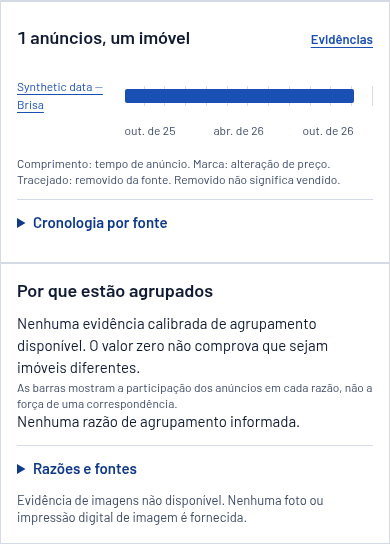 1 anúncios, um imóvel
Evidências
Synthetic data —
Brisa
out. de 25 abr. de 26 out. de 26
Comprimento: tempo de anúncio. Marca: alteração de preço.
Tracejado: removido da fonte. Removido não significa vendido.
Cronologia por fonte
Por que estão agrupados
Nenhuma evidência calibrada de agrupamento
disponível. O valor zero não comprova que sejam
imóveis diferentes.
As barras mostram a participação dos anúncios em cada razão, não a
força de uma correspondência.
Nenhuma razão de agrupamento informada.
Razões e fontes
Evidência de imagens não disponível. Nenhuma foto ou
impressão digital de imagem é fornecida.